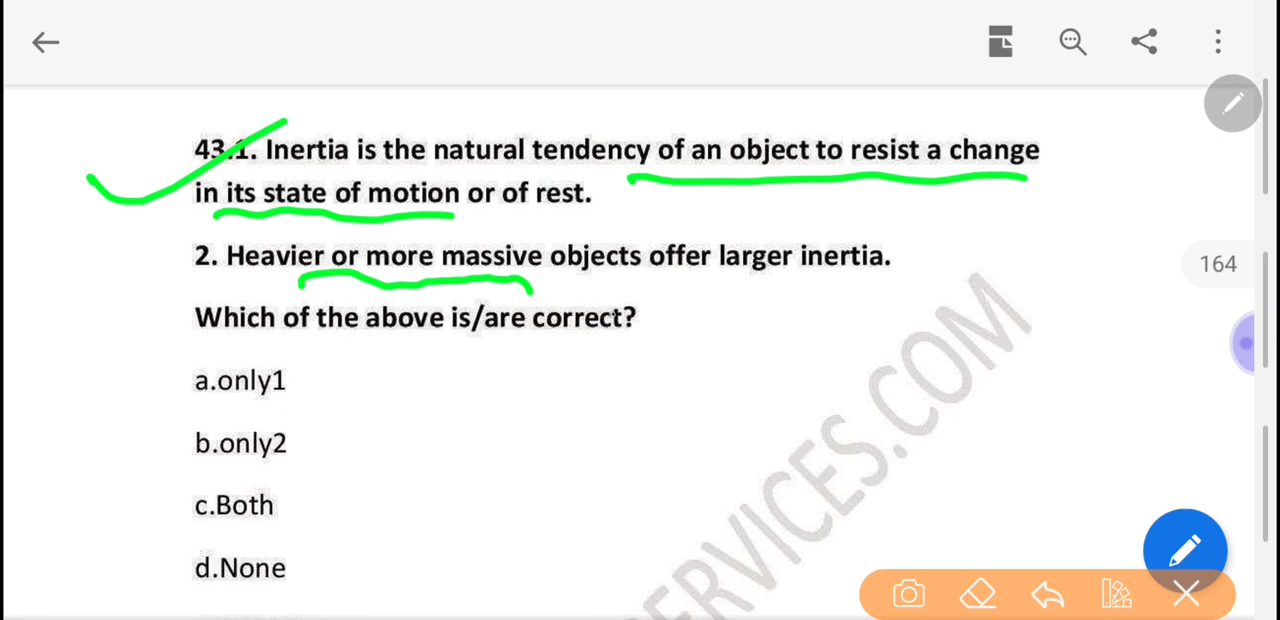 43.1. Inertia is the natural tendency of an object to resist a change
in its state of motion or of rest.
2. Heavier or more massive objects offer larger inertia.
164
Which of the above is/are correct?
a.only1
b.only2
c.Both
d.None
SERVICES.COM